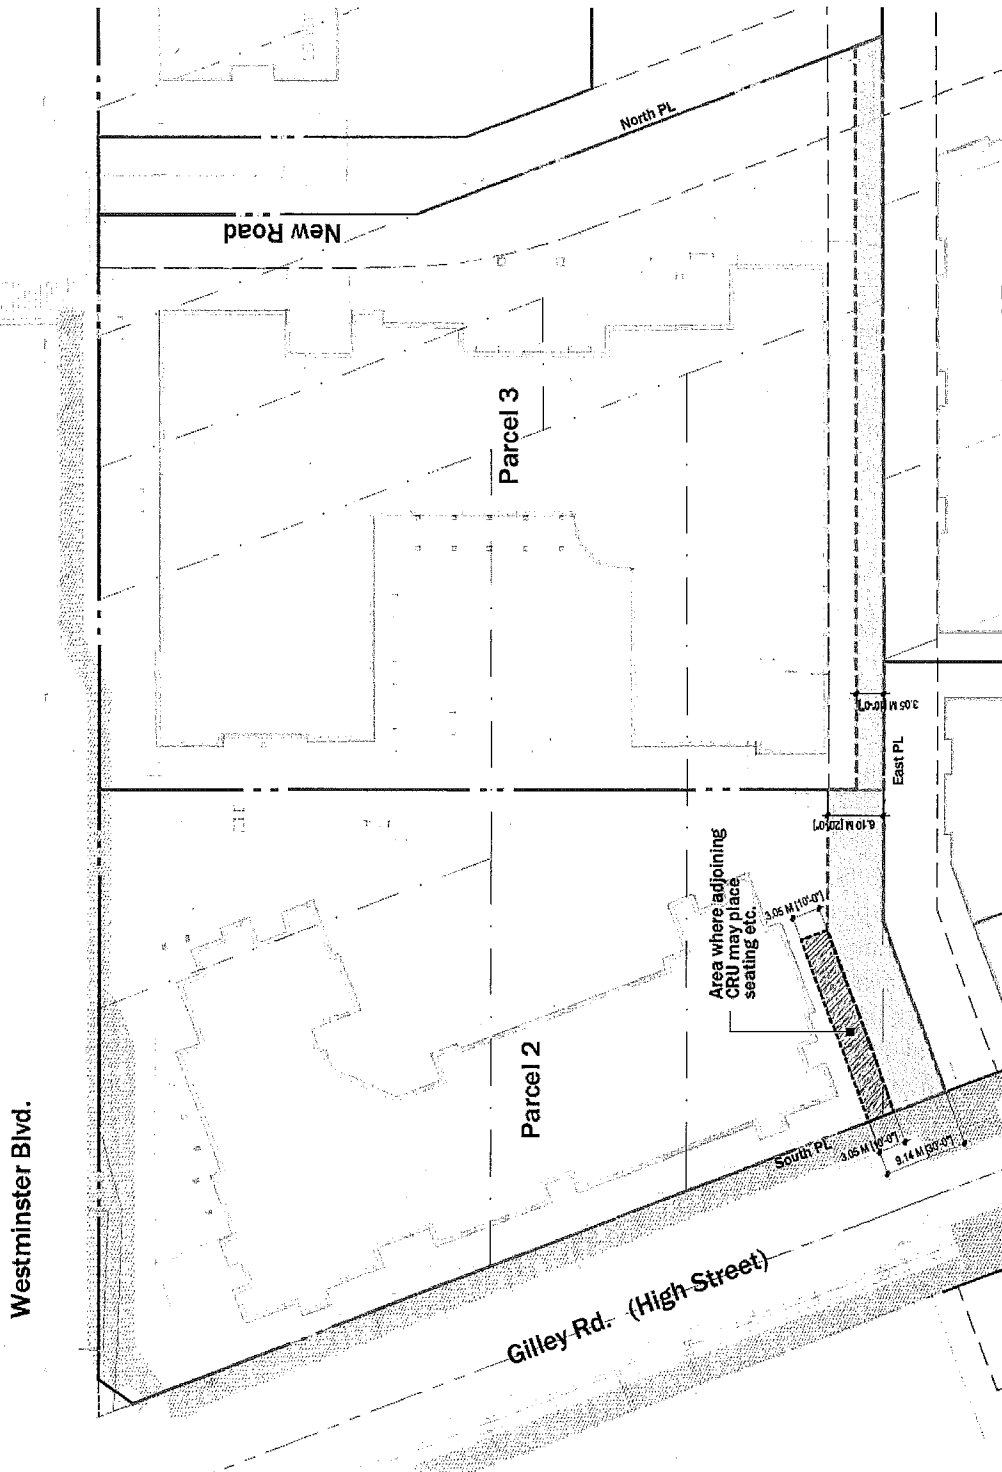 North PL
New Road
Parcel 3
3.05 M [10'-0"]
East PL
6.10 M [20'-0"]
Area where adjoining
CRU may place
seating etc.
3.05 M [10'-0"]
Parcel 2
Westminster Blvd.
South PL
3.05 M [10'-0"]
9.14 M [30'-0"]
Gilley Rd. (High Street)